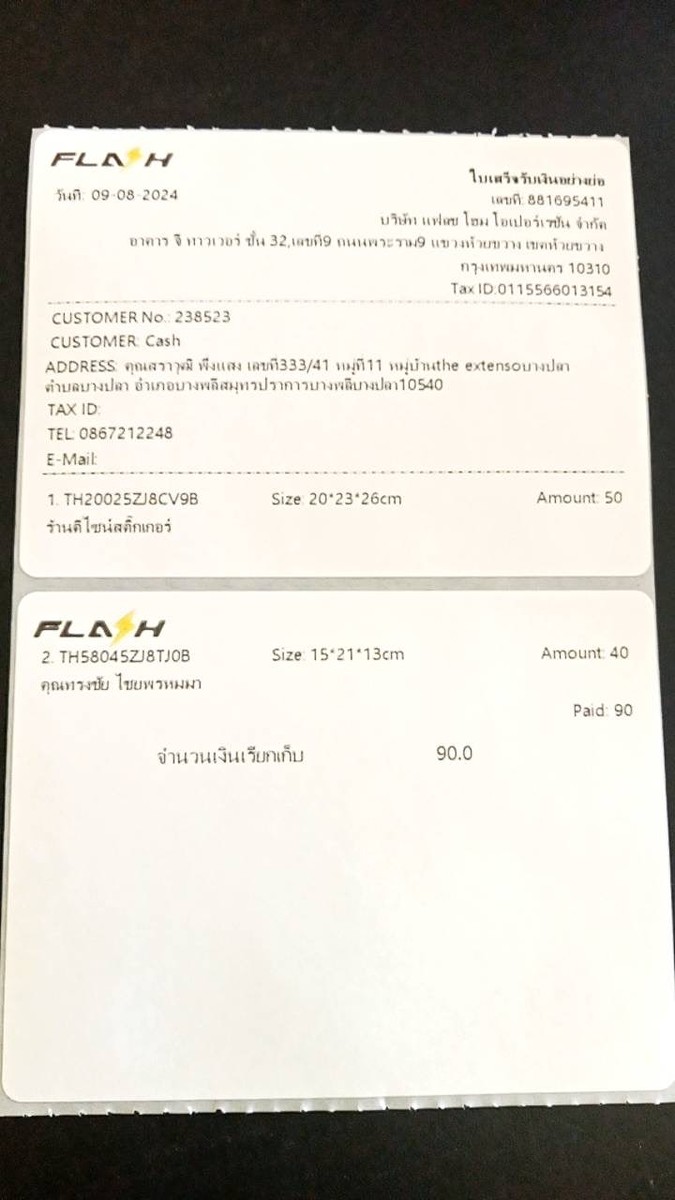 FLASH
ใบเสร็จรับเงินอย่างย่อ
วันที่: 09-08-2024
เลขที่: 881695411
บริษัท แฟลช โฮม โอเปอร์เรชั่น จำกัด
อาคาร จี ทาวเวอร์ ชั้น 32,เลขที่9 ถนนพระราม9 แขวงห้วยขวาง เขตห้วยขวาง
กรุงเทพมหานคร 10310
Tax ID:0115566013154
CUSTOMER No.: 238523
CUSTOMER: Cash
ADDRESS: คุณสราวุฒิ พึ่งแสง เลขที่333/41 หมู่ที่11 หมู่บ้านthe extensoบางปลา
ตำบลบางปลา อำเภอบางพลีสมุทรปราการบางพลีบางปลา10540
TAX ID:
TEL: 0867212248
E-Mail:
1. TH20025ZJ8CV9B Size: 20*23*26cm Amount: 50
ร้านดีไซน์สติ๊กเกอร์
FLASH
2. TH58045ZJ8TJ0B Size: 15*21*13cm Amount: 40
คุณทรงชัย ไชยพรหมมา
Paid: 90
จำนวนเงินเรียกเก็บ 90.0